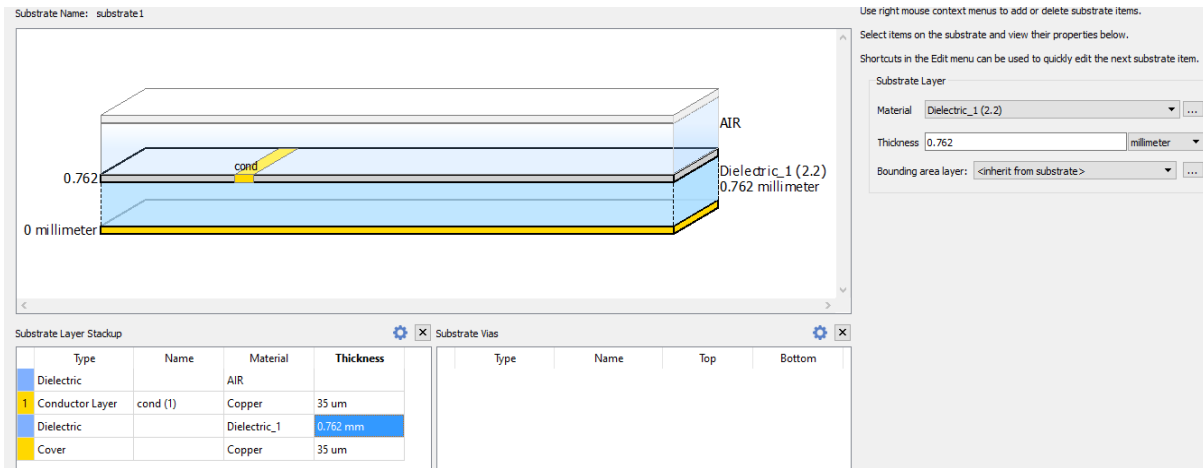 Substrate Name: substrate1
Use right mouse context menus to add or delete substrate items.
Select items on the substrate and view their properties below.
Shortcuts in the Edit menu can be used to quickly edit the next substrate item.
Substrate Layer
Material Dielectric_1 (2.2) ...
Thickness 0.762 millimeter
Bounding area layer: <inherit from substrate> ...
AIR
cond
0.762
Dielectric_1 (2.2)
0.762 millimeter
0 millimeter
Substrate Layer Stackup
Type Name Material Thickness
Dielectric AIR
1 Conductor Layer cond (1) Copper 35 um
Dielectric Dielectric_1 0.762 mm
Cover Copper 35 um
Substrate Vias
Type Name Top Bottom